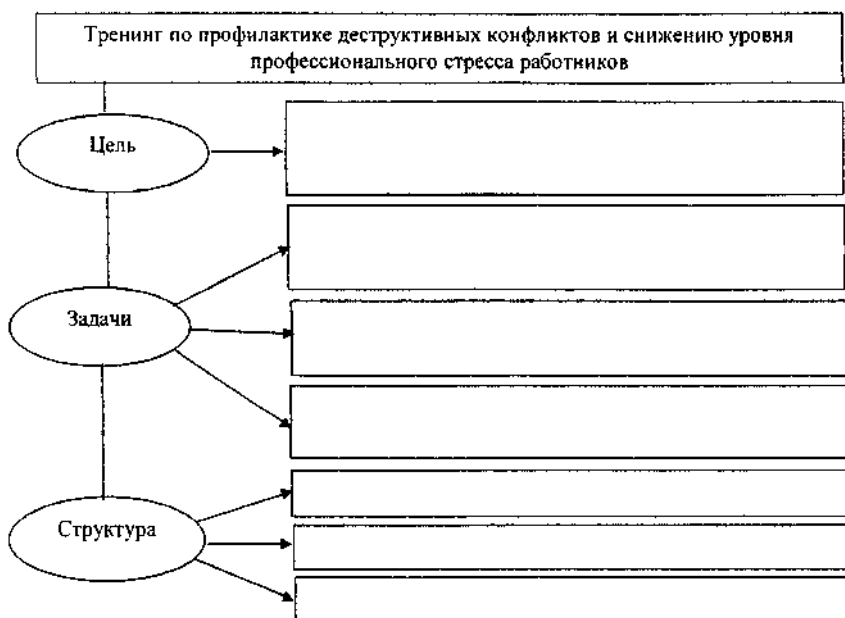 Тренинг по профилактике деструктивных конфликтов и снижению уровня
профессионального стресса работников
Цель
Задачи
Структура